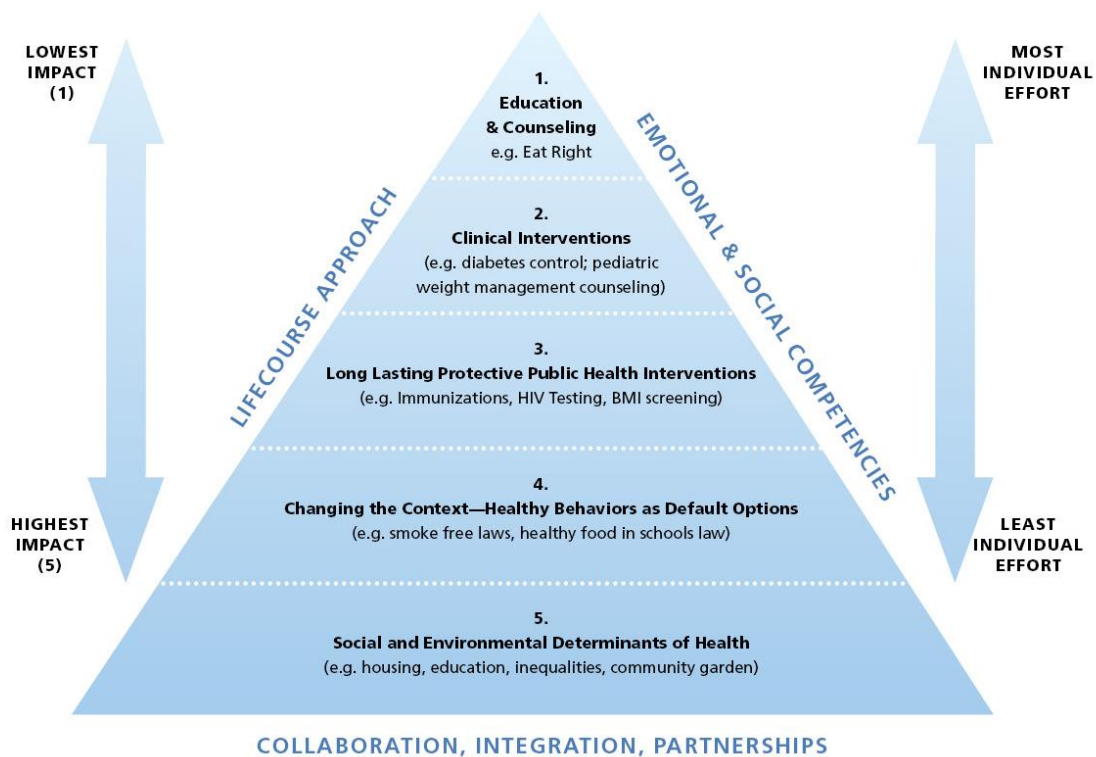 LOWEST
IMPACT
(1)
MOST
INDIVIDUAL
EFFORT
1.
Education
& Counseling
e.g. Eat Right
2.
Clinical Interventions
(e.g. diabetes control; pediatric
weight management counseling)
3.
Long Lasting Protective Public Health Interventions
(e.g. Immunizations, HIV Testing, BMI screening)
4.
Changing the Context—Healthy Behaviors as Default Options
(e.g. smoke free laws, healthy food in schools law)
5.
Social and Environmental Determinants of Health
(e.g. housing, education, inequalities, community garden)
LIFECOURSE APPROACH
EMOTIONAL & SOCIAL COMPETENCIES
HIGHEST
IMPACT
(5)
LEAST
INDIVIDUAL
EFFORT
COLLABORATION, INTEGRATION, PARTNERSHIPS